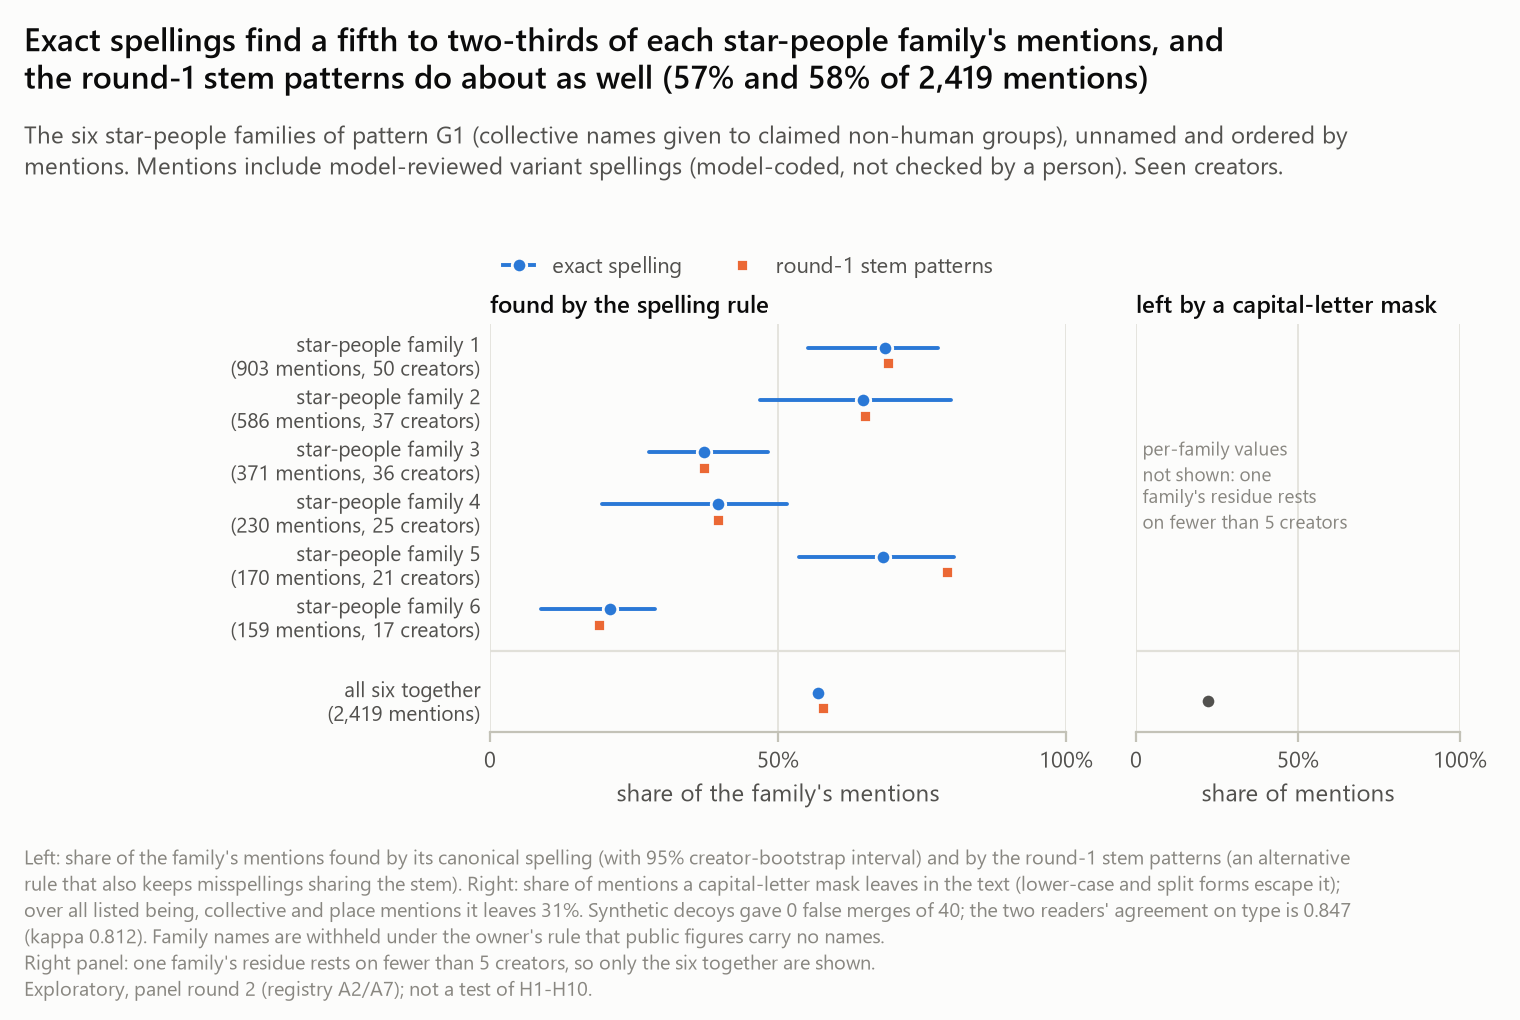 Exact spellings find a fifth to two-thirds of each star-people family's mentions, and
the round-1 stem patterns do about as well (57% and 58% of 2,419 mentions)
The six star-people families of pattern G1 (collective names given to claimed non-human groups), unnamed and ordered by
mentions. Mentions include model-reviewed variant spellings (model-coded, not checked by a person). Seen creators.
exact spelling
round-1 stem patterns
found by the spelling rule
left by a capital-letter mask
star-people family 1
(903 mentions, 50 creators)
star-people family 2
(586 mentions, 37 creators)
star-people family 3
(371 mentions, 36 creators)
star-people family 4
(230 mentions, 25 creators)
star-people family 5
(170 mentions, 21 creators)
star-people family 6
(159 mentions, 17 creators)
all six together
(2,419 mentions)
per-family values
not shown: one
family's residue rests
on fewer than 5 creators
0
50%
100%
0
50%
100%
share of the family's mentions
share of mentions
Left: share of the family's mentions found by its canonical spelling (with 95% creator-bootstrap interval) and by the round-1 stem patterns (an alternative
rule that also keeps misspellings sharing the stem). Right: share of mentions a capital-letter mask leaves in the text (lower-case and split forms escape it);
over all listed being, collective and place mentions it leaves 31%. Synthetic decoys gave 0 false merges of 40; the two readers' agreement on type is 0.847
(kappa 0.812). Family names are withheld under the owner's rule that public figures carry no names.
Right panel: one family's residue rests on fewer than 5 creators, so only the six together are shown.
Exploratory, panel round 2 (registry A2/A7); not a test of H1-H10.